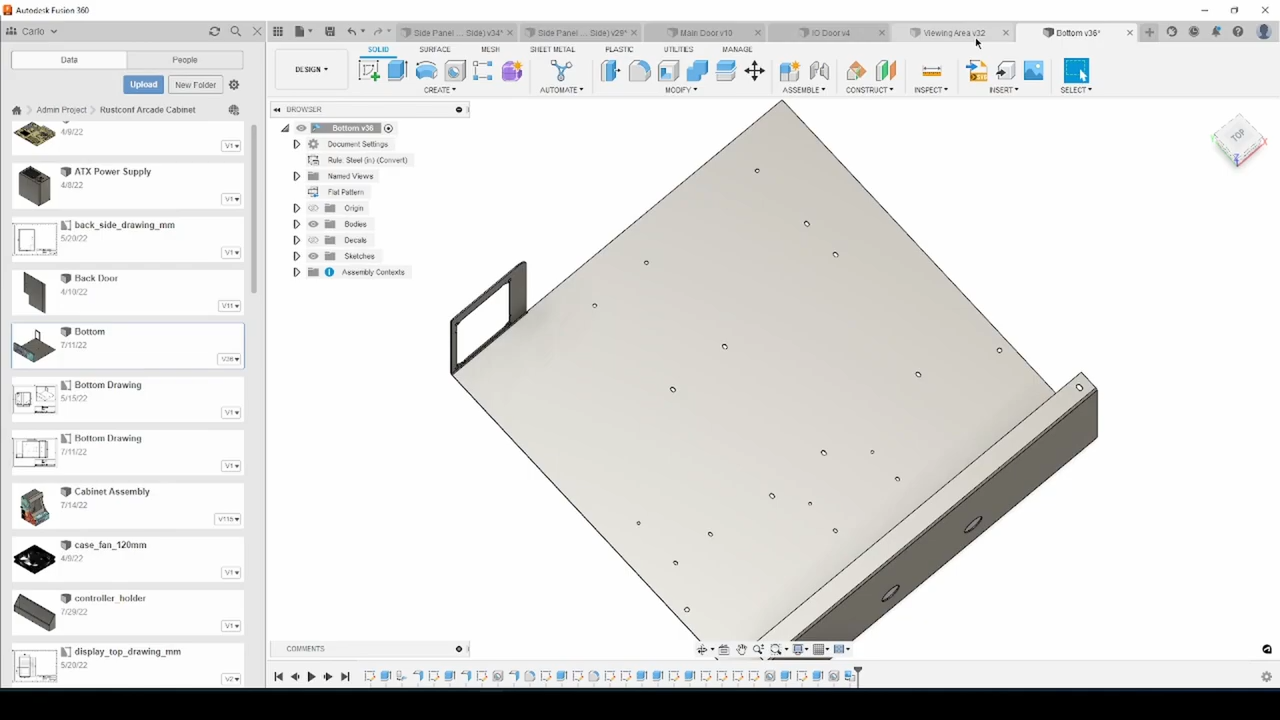 Autodesk Fusion 360
Carlo
Side Panel ... Side) v34*
Side Panel ... Side) v29*
Main Door v10
IO Door v4
Viewing Area v32
Bottom v36*
Data
People
Upload
New Folder
Admin Project
Rustconf Arcade Cabinet
SOLID
SURFACE
MESH
SHEET METAL
PLASTIC
UTILITIES
MANAGE
DESIGN
CREATE
AUTOMATE
MODIFY
ASSEMBLE
CONSTRUCT
INSPECT
INSERT
SELECT
BROWSER
Bottom v36
Document Settings
Rule: Steel (in) (Convert)
Named Views
Flat Pattern
Origin
Bodies
Decals
Sketches
Assembly Contexts
TOP
4/9/22
V1
ATX Power Supply
4/8/22
V1
back_side_drawing_mm
5/20/22
V1
Back Door
4/10/22
V11
Bottom
7/11/22
V36
Bottom Drawing
5/15/22
V1
Bottom Drawing
7/11/22
V1
Cabinet Assembly
7/14/22
case_fan_120mm
4/9/22
V1
controller_holder
7/29/22
V1
display_top_drawing_mm
5/20/22
V2
COMMENTS